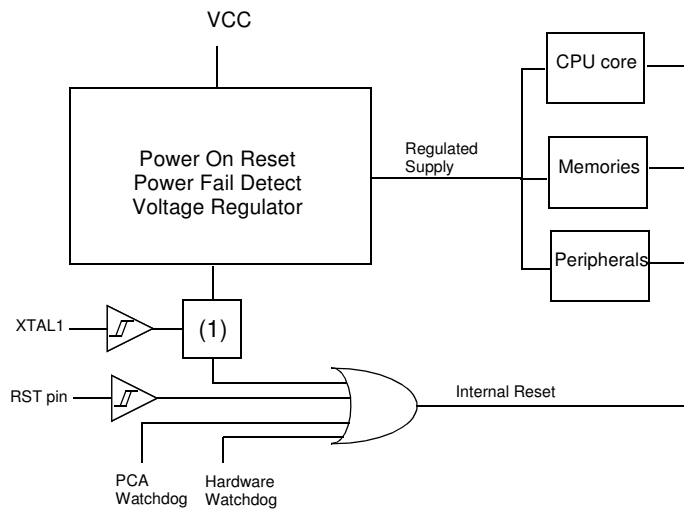 VCC
CPU core
Power On Reset
Power Fail Detect
Voltage Regulator
Regulated
Supply
Memories
Peripherals
XTAL1
(1)
RST pin
Internal Reset
PCA
Watchdog
Hardware
Watchdog